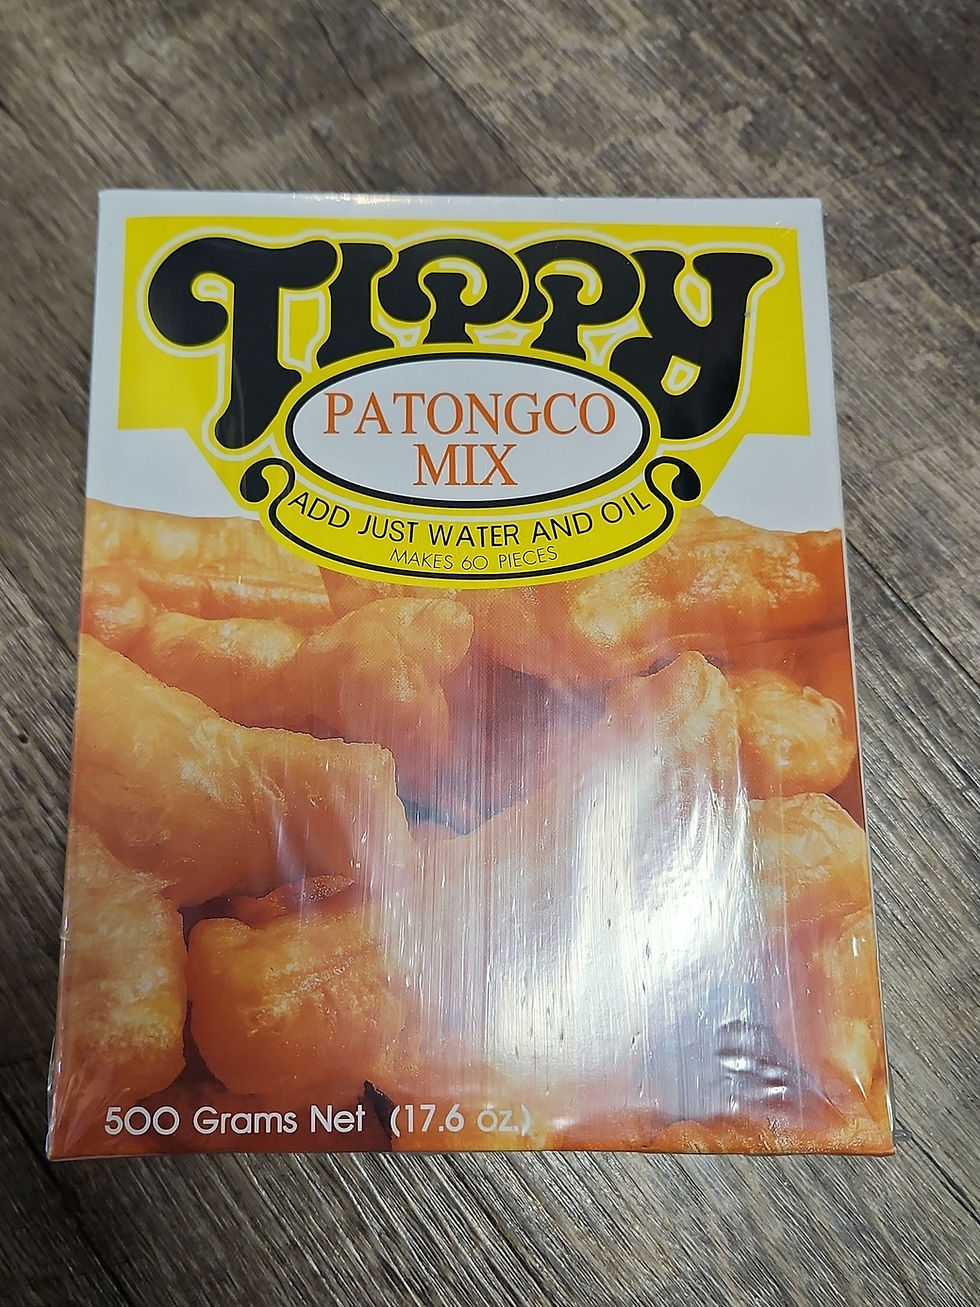 TIPPY
PATONGCO
MIX
ADD JUST WATER AND OIL
MAKES 60 PIECES
500 Grams Net (17.6 oz.)